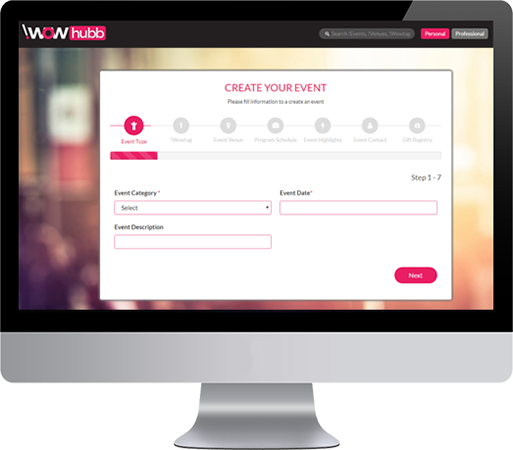 !WOW hubb
Search (Events, !Venues, !Wowtag
Personal
Professional
CREATE YOUR EVENT
Please fill information to a create an event
Event Type
!Wowtag
Event Venue
Program Schedule
Event Highlights
Event Contact
Gift Registry
Step 1 - 7
Event Category *
Event Date*
Select
Event Description
Next